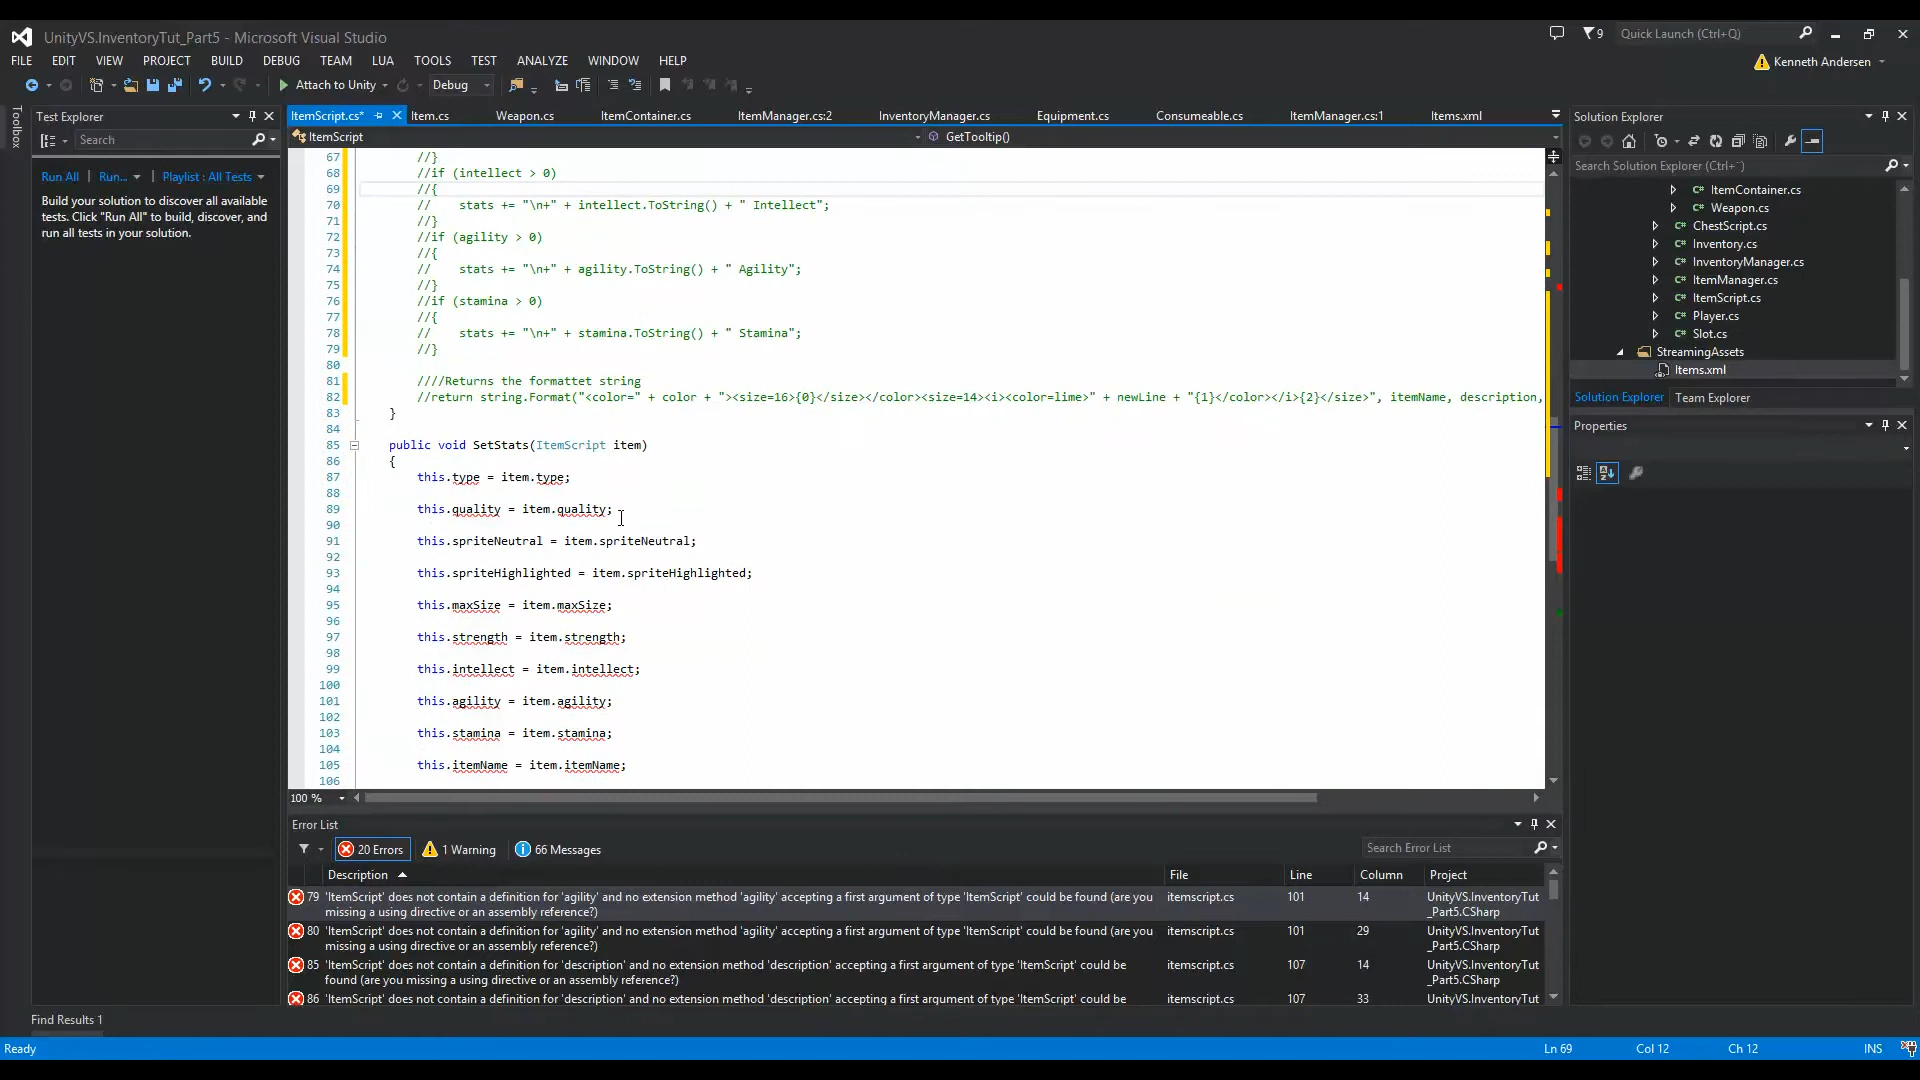 UnityVS.InventoryTut_Part5 - Microsoft Visual Studio
9
Quick Launch (Ctrl+Q)
FILE EDIT VIEW PROJECT BUILD DEBUG TEAM LUA TOOLS TEST ANALYZE WINDOW HELP
Kenneth Andersen
Attach to Unity Debug
Toolbox
Test Explorer
Search
Run All Run... Playlist : All Tests
Build your solution to discover all available
tests. Click "Run All" to build, discover, and
run all tests in your solution.
ItemScript.cs* Item.cs Weapon.cs ItemContainer.cs ItemManager.cs:2 InventoryManager.cs Equipment.cs Consumeable.cs ItemManager.cs:1 Items.xml
ItemScript GetTooltip()
67 //}
68 //if (intellect > 0)
69 //{
70 //    stats += "\n+" + intellect.ToString() + " Intellect";
71 //}
72 //if (agility > 0)
73 //{
74 //    stats += "\n+" + agility.ToString() + " Agility";
75 //}
76 //if (stamina > 0)
77 //{
78 //    stats += "\n+" + stamina.ToString() + " Stamina";
79 //}
80
81 ////Returns the formattet string
82 //return string.Format("<color=" + color + "><size=16>{0}</size></color><size=14><i><color=lime>" + newLine + "{1}</color></i>{2}</size>", itemName, description,
83 }
84
85 public void SetStats(ItemScript item)
86 {
87 this.type = item.type;
88
89 this.quality = item.quality;
90
91 this.spriteNeutral = item.spriteNeutral;
92
93 this.spriteHighlighted = item.spriteHighlighted;
94
95 this.maxSize = item.maxSize;
96
97 this.strength = item.strength;
98
99 this.intellect = item.intellect;
100
101 this.agility = item.agility;
102
103 this.stamina = item.stamina;
104
105 this.itemName = item.itemName;
106
100 %
Solution Explorer
Search Solution Explorer (Ctrl+¨)
ItemContainer.cs
Weapon.cs
ChestScript.cs
Inventory.cs
InventoryManager.cs
ItemManager.cs
ItemScript.cs
Player.cs
Slot.cs
StreamingAssets
Items.xml
Solution Explorer Team Explorer
Properties
Error List
20 Errors 1 Warning 66 Messages
Search Error List
Description File Line Column Project
79 'ItemScript' does not contain a definition for 'agility' and no extension method 'agility' accepting a first argument of type 'ItemScript' could be found (are you itemscript.cs 101 14 UnityVS.InventoryTut
missing a using directive or an assembly reference?) _Part5.CSharp
80 'ItemScript' does not contain a definition for 'agility' and no extension method 'agility' accepting a first argument of type 'ItemScript' could be found (are you itemscript.cs 101 29 UnityVS.InventoryTut
missing a using directive or an assembly reference?) _Part5.CSharp
85 'ItemScript' does not contain a definition for 'description' and no extension method 'description' accepting a first argument of type 'ItemScript' could be itemscript.cs 107 14 UnityVS.InventoryTut
found (are you missing a using directive or an assembly reference?) _Part5.CSharp
86 'ItemScript' does not contain a definition for 'description' and no extension method 'description' accepting a first argument of type 'ItemScript' could be itemscript.cs 107 33 UnityVS.InventoryTut
Find Results 1
Ready Ln 69 Col 12 Ch 12 INS